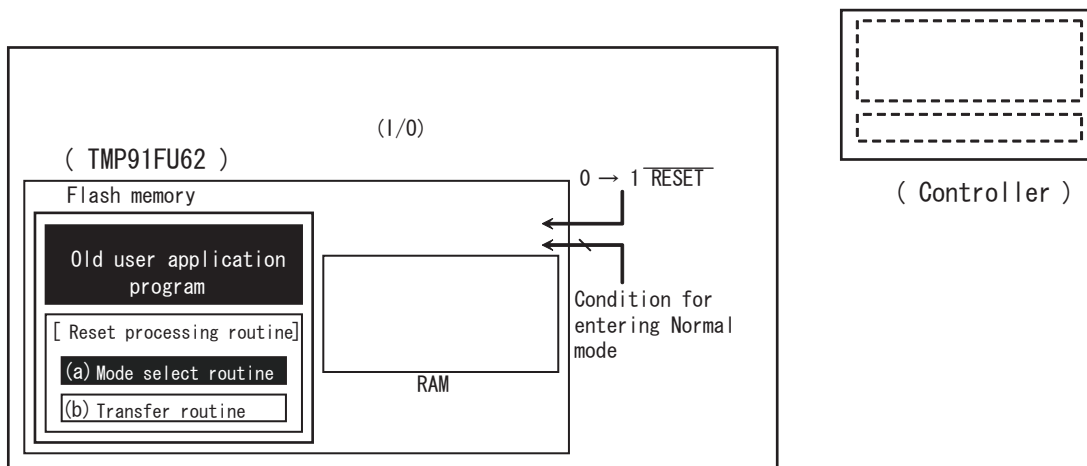 (I/O)
( TMP91FU62 )
0 → 1 RESET
Flash memory
( Controller )
Old user application
program
Condition for
entering Normal
mode
[ Reset processing routine]
(a) Mode select routine
RAM
(b) Transfer routine